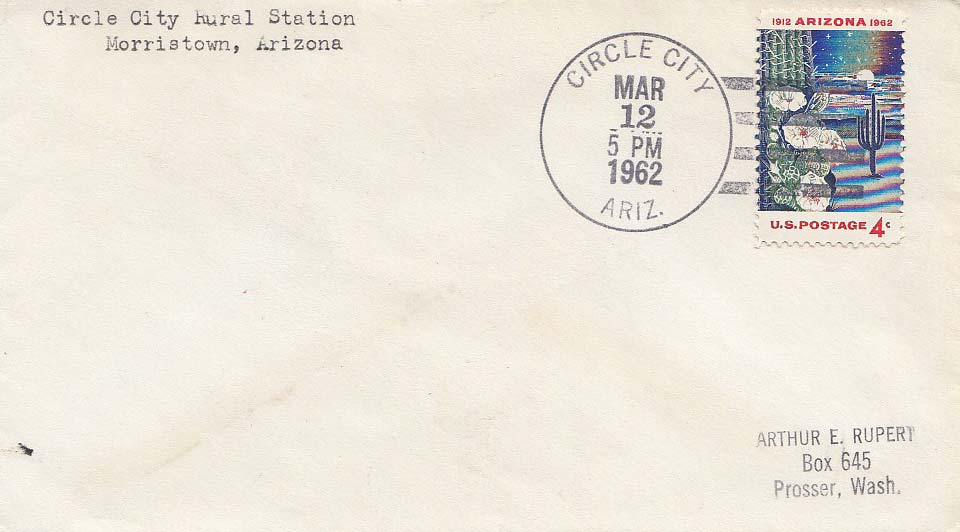 Circle City Rural Station
Morristown, Arizona
CIRCLE CITY
MAR
12
5 PM
1962
ARIZ.
1912 ARIZONA 1962
U.S. POSTAGE 4c
ARTHUR E. RUPERT
Box 645
Prosser, Wash.